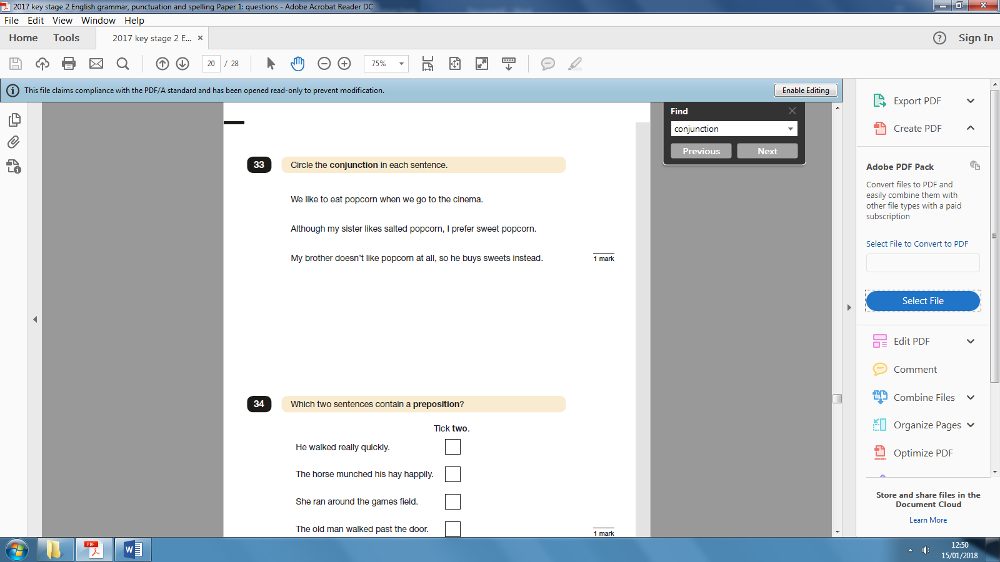 2017 key stage 2 English grammar, punctuation and spelling Paper 1: questions - Adobe Acrobat Reader DC
File Edit View Window Help
Home Tools 2017 key stage 2 E... × Sign In
20 / 28 75%
This file claims compliance with the PDF/A standard and has been opened read-only to prevent modification. Enable Editing
Find
conjunction
Previous Next
33 Circle the conjunction in each sentence.
We like to eat popcorn when we go to the cinema.
Although my sister likes salted popcorn, I prefer sweet popcorn.
My brother doesn't like popcorn at all, so he buys sweets instead.
1 mark
34 Which two sentences contain a preposition?
Tick two.
He walked really quickly.
The horse munched his hay happily.
She ran around the games field.
The old man walked past the door.
1 mark
Export PDF
Create PDF
Adobe PDF Pack
Convert files to PDF and
easily combine them with
other file types with a paid
subscription
Select File to Convert to PDF
Select File
Edit PDF
Comment
Combine Files
Organize Pages
Optimize PDF
Store and share files in the
Document Cloud
Learn More
12:50
15/01/2018